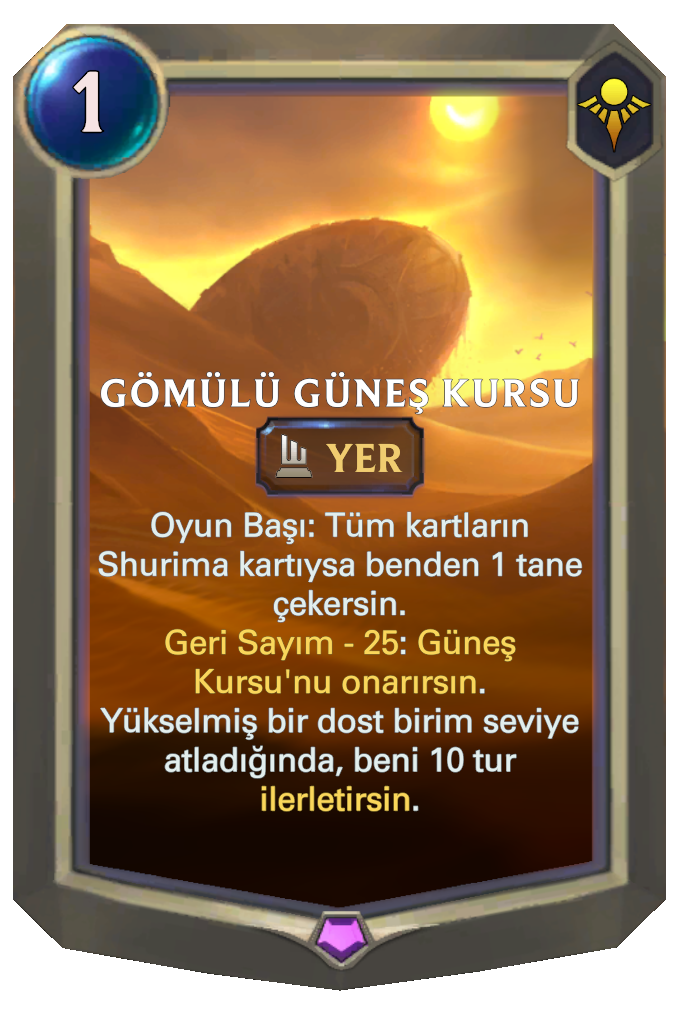 1
GÖMÜLÜ GÜNEŞ KURSU
YER
Oyun Başı: Tüm kartların
Shurima kartıysa benden 1 tane
çekersin.
Geri Sayım - 25: Güneş
Kursu'nu onarırsın.
Yükselmiş bir dost birim seviye
atladığında, beni 10 tur
ilerletirsin.